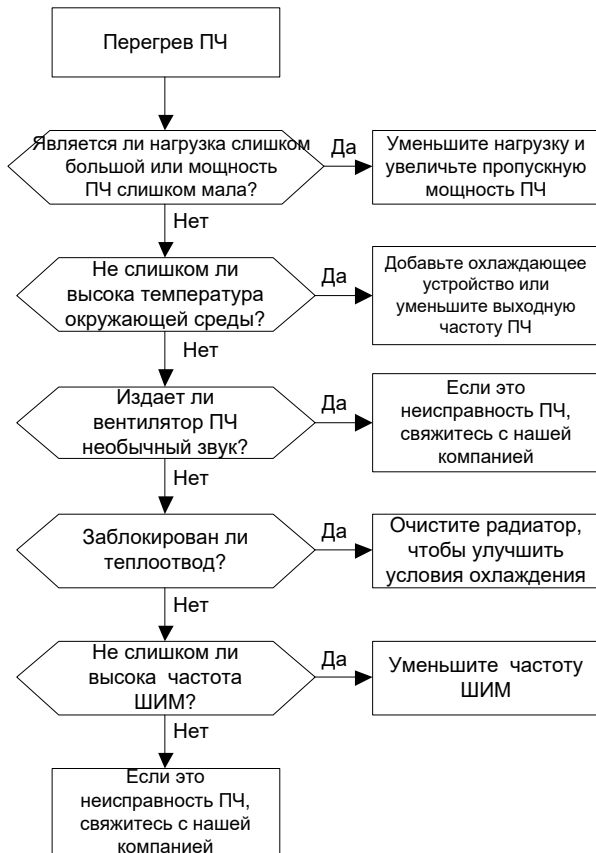 Перегрев ПЧ
Является ли нагрузка слишком
большой или мощность
ПЧ слишком мала?
Да
Уменьшите нагрузку и
увеличьте пропускную
мощность ПЧ
Нет
Не слишком ли
высока температура
окружающей среды?
Да
Добавьте охлаждающее
устройство или
уменьшите выходную
частоту ПЧ
Нет
Издает ли
вентилятор ПЧ
необычный звук?
Да
Если это
неисправность ПЧ,
свяжитесь с нашей
компанией
Нет
Заблокирован ли
теплоотвод?
Да
Очистите радиатор,
чтобы улучшить
условия охлаждения
Нет
Не слишком ли
высока частота
ШИМ?
Да
Уменьшите частоту
ШИМ
Нет
Если это
неисправность ПЧ,
свяжитесь с нашей
компанией